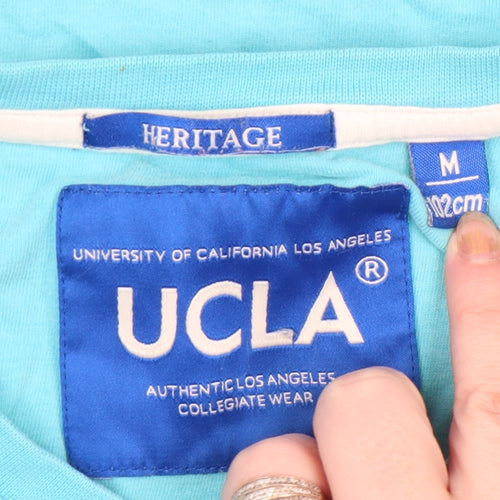 HERITAGE
M
102cm
UNIVERSITY OF CALIFORNIA LOS ANGELES
UCLA®
AUTHENTIC LOS ANGELES
COLLEGIATE WEAR